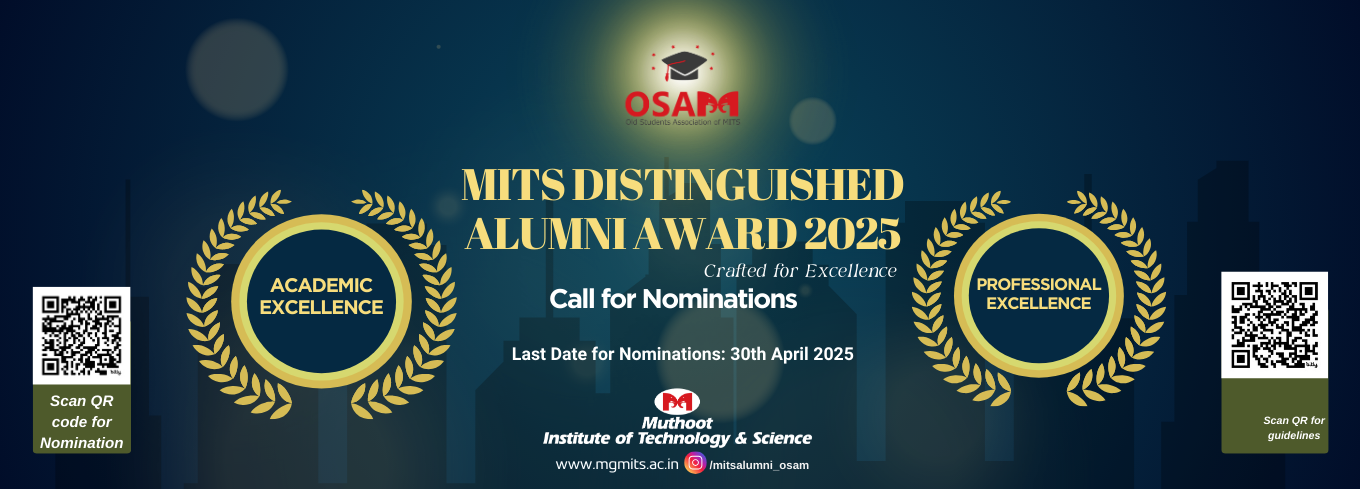 OSAM
Old Students Association of MITS
MITS DISTINGUISHED
ALUMNI AWARD 2025
Crafted for Excellence
Call for Nominations
Last Date for Nominations: 30th April 2025
ACADEMIC
EXCELLENCE
PROFESSIONAL
EXCELLENCE
Scan QR
code for
Nomination
Scan QR for
guidelines
Muthoot
Institute of Technology & Science
www.mgmits.ac.in /mitsalumni_osam